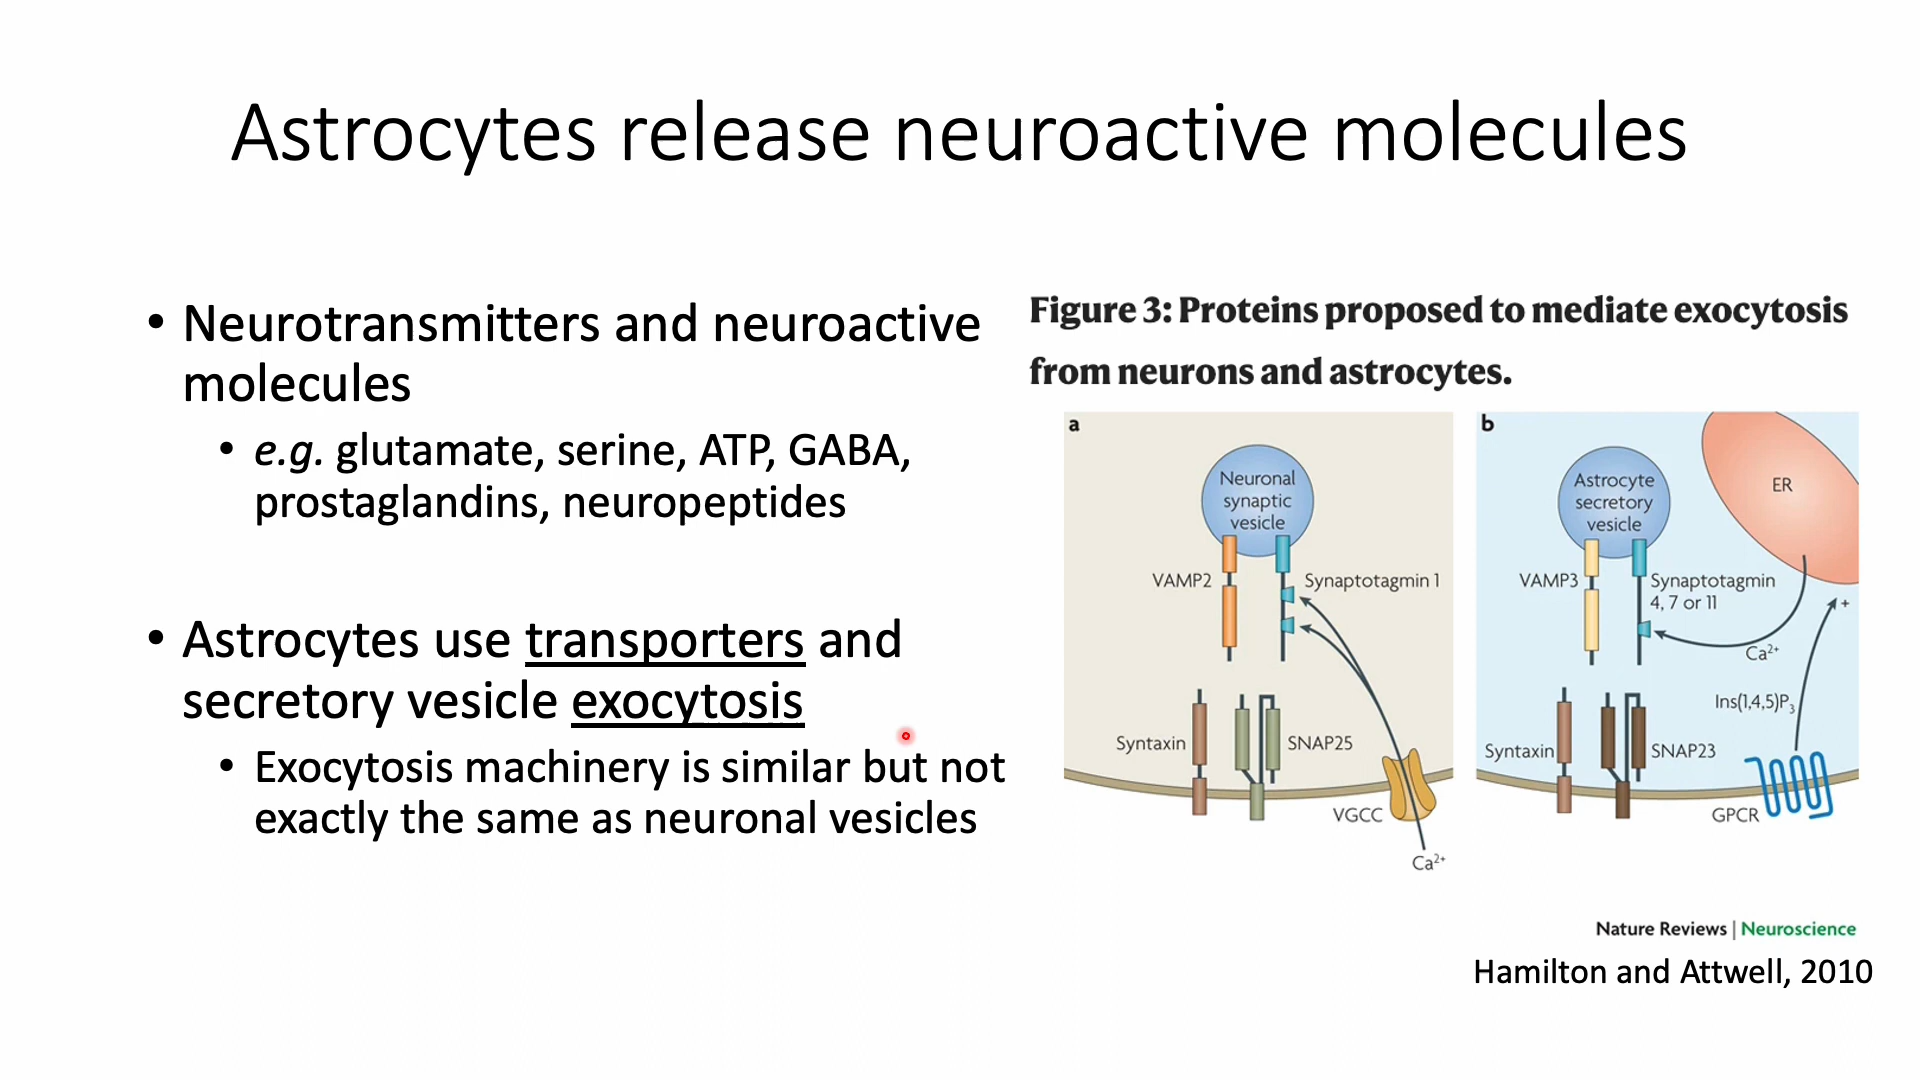 Astrocytes release neuroactive molecules
• Neurotransmitters and neuroactive
molecules
• e.g. glutamate, serine, ATP, GABA,
prostaglandins, neuropeptides
• Astrocytes use transporters and
secretory vesicle exocytosis
• Exocytosis machinery is similar but not
exactly the same as neuronal vesicles
Figure 3: Proteins proposed to mediate exocytosis
from neurons and astrocytes.
a
Neuronal
synaptic
vesicle
VAMP2
Synaptotagmin 1
Syntaxin
SNAP25
VGCC
Ca²⁺
b
Astrocyte
secretory
vesicle
ER
VAMP3
Synaptotagmin
4, 7 or 11
+
Ca²⁺
Ins(1,4,5)P₃
Syntaxin
SNAP23
GPCR
Nature Reviews | Neuroscience
Hamilton and Attwell, 2010